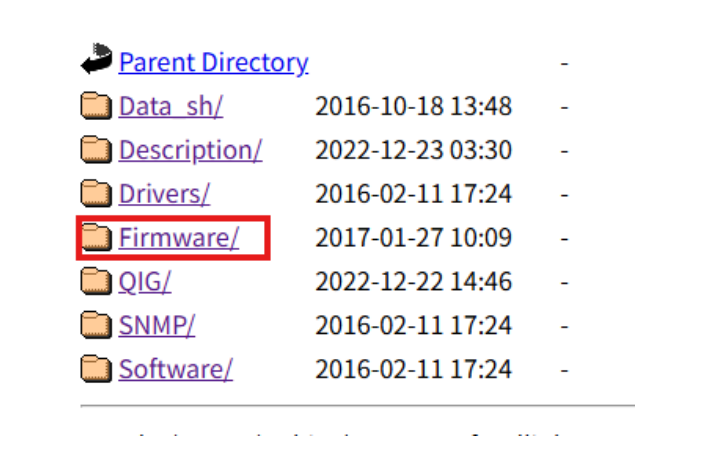 Parent Directory -
Data_sh/ 2016-10-18 13:48 -
Description/ 2022-12-23 03:30 -
Drivers/ 2016-02-11 17:24 -
Firmware/ 2017-01-27 10:09 -
QIG/ 2022-12-22 14:46 -
SNMP/ 2016-02-11 17:24 -
Software/ 2016-02-11 17:24 -